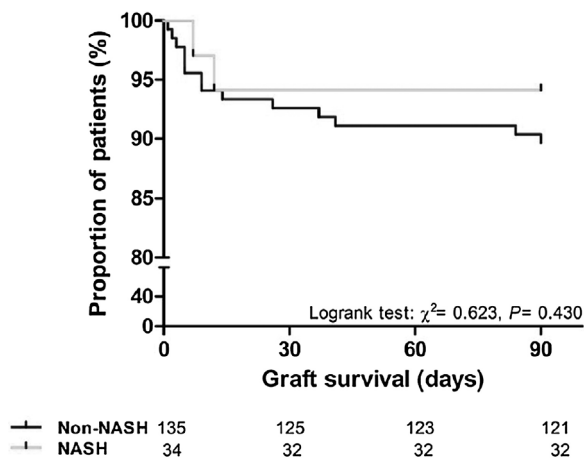 Proportion of patients (%)
100
95
90
85
80
40
0
Logrank test: χ²= 0.623, P= 0.430
0 30 60 90
Graft survival (days)
Non-NASH 135 125 123 121
NASH 34 32 32 32